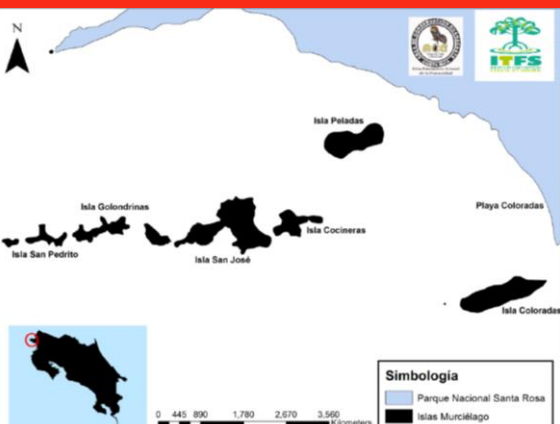 N
ITFS
Isla Peladas
Isla Golondrinas
Playa Coloradas
Isla Cocineras
Isla San Pedrito
Isla San José
Isla Coloradas
Simbología
Parque Nacional Santa Rosa
Islas Murciélago
0 445 890 1,780 2,670 3,560
Kilometers